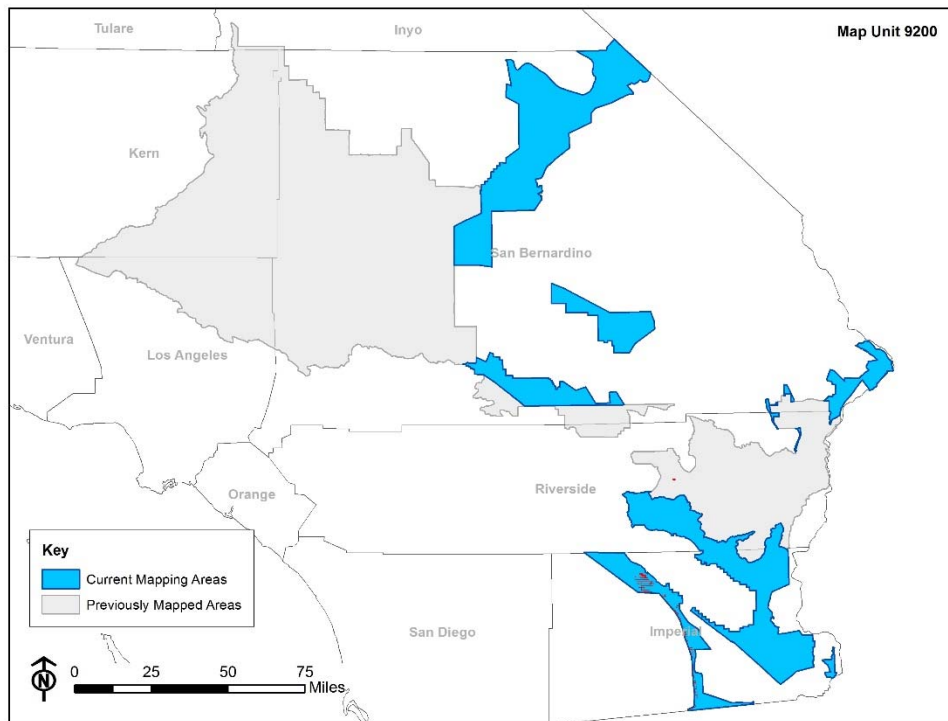 Tulare
Inyo
Map Unit 9200
Kern
San Bernardino
Ventura
Los Angeles
Orange
Riverside
Key
Current Mapping Areas
Previously Mapped Areas
San Diego
Imperial
N
0 25 50 75
Miles